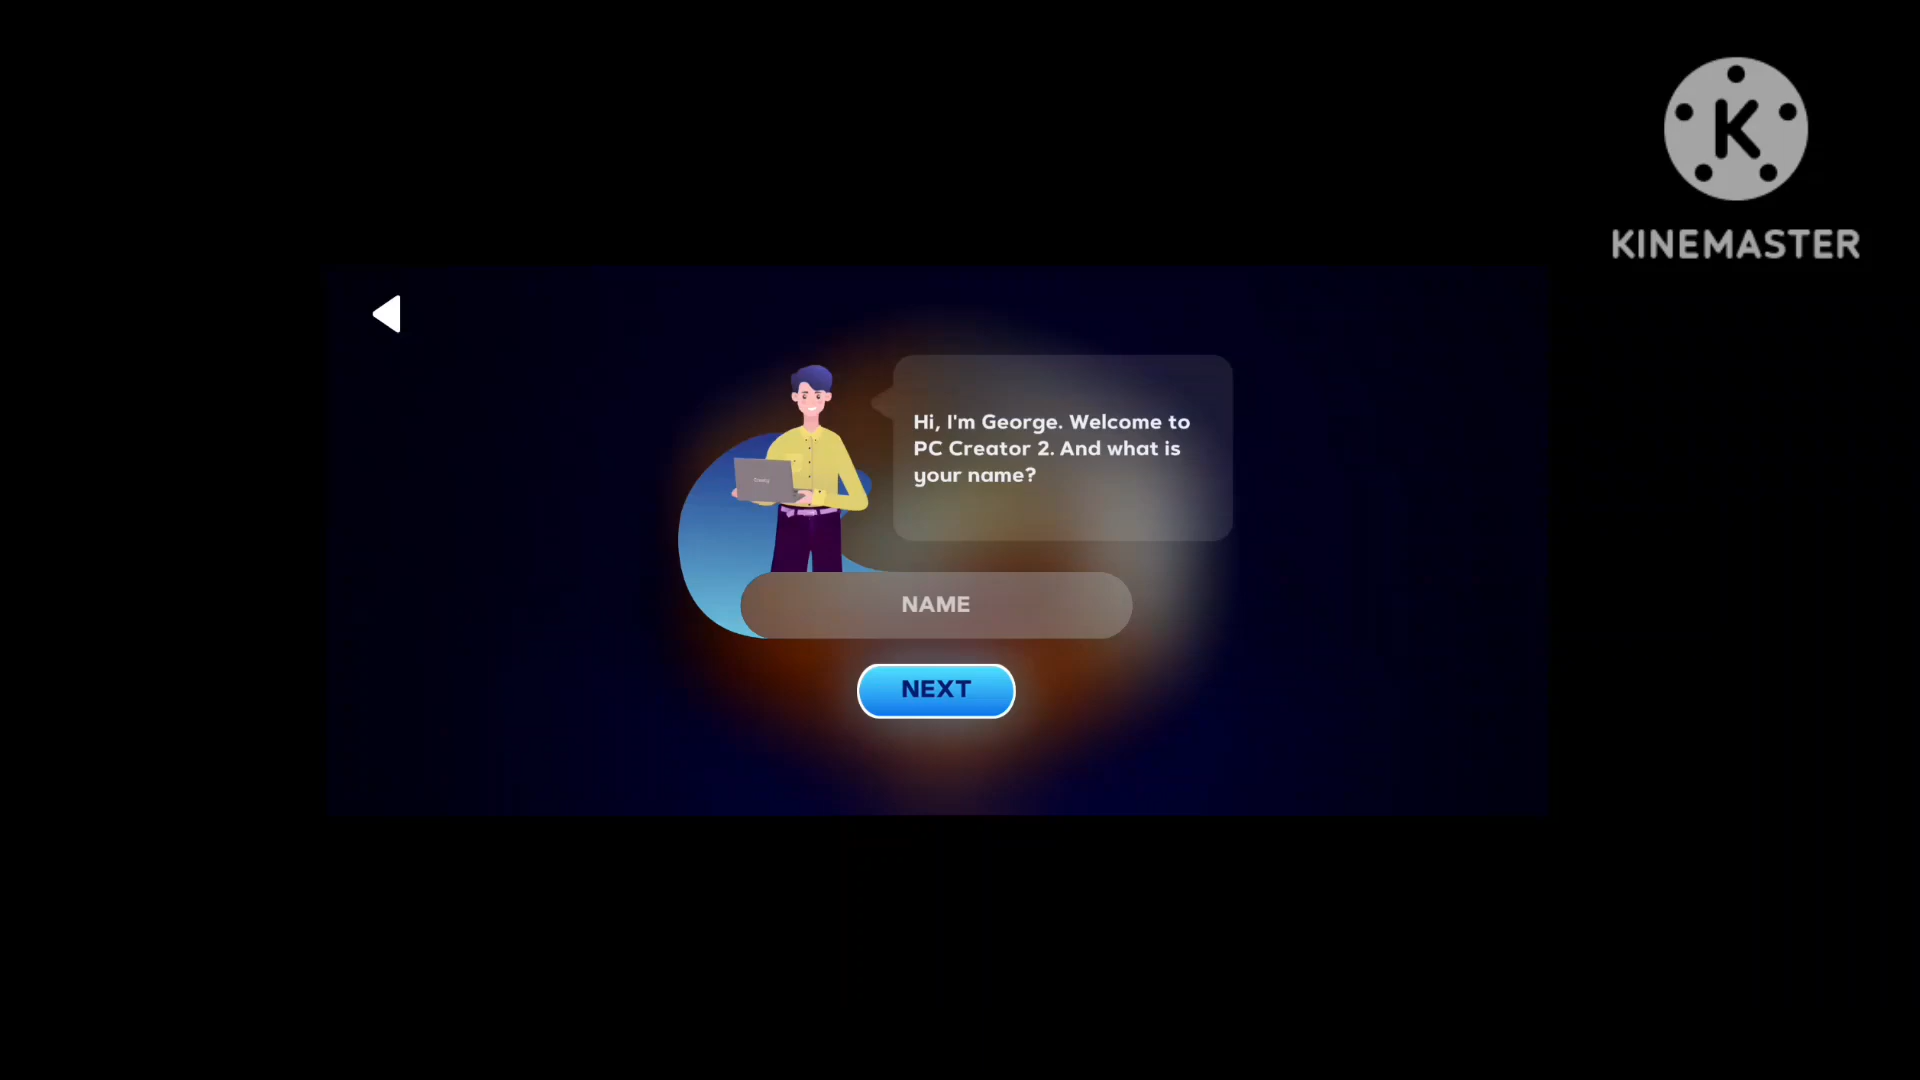 K
KINEMASTER
Hi, I'm George. Welcome to
PC Creator 2. And what is
your name?
NAME
NEXT